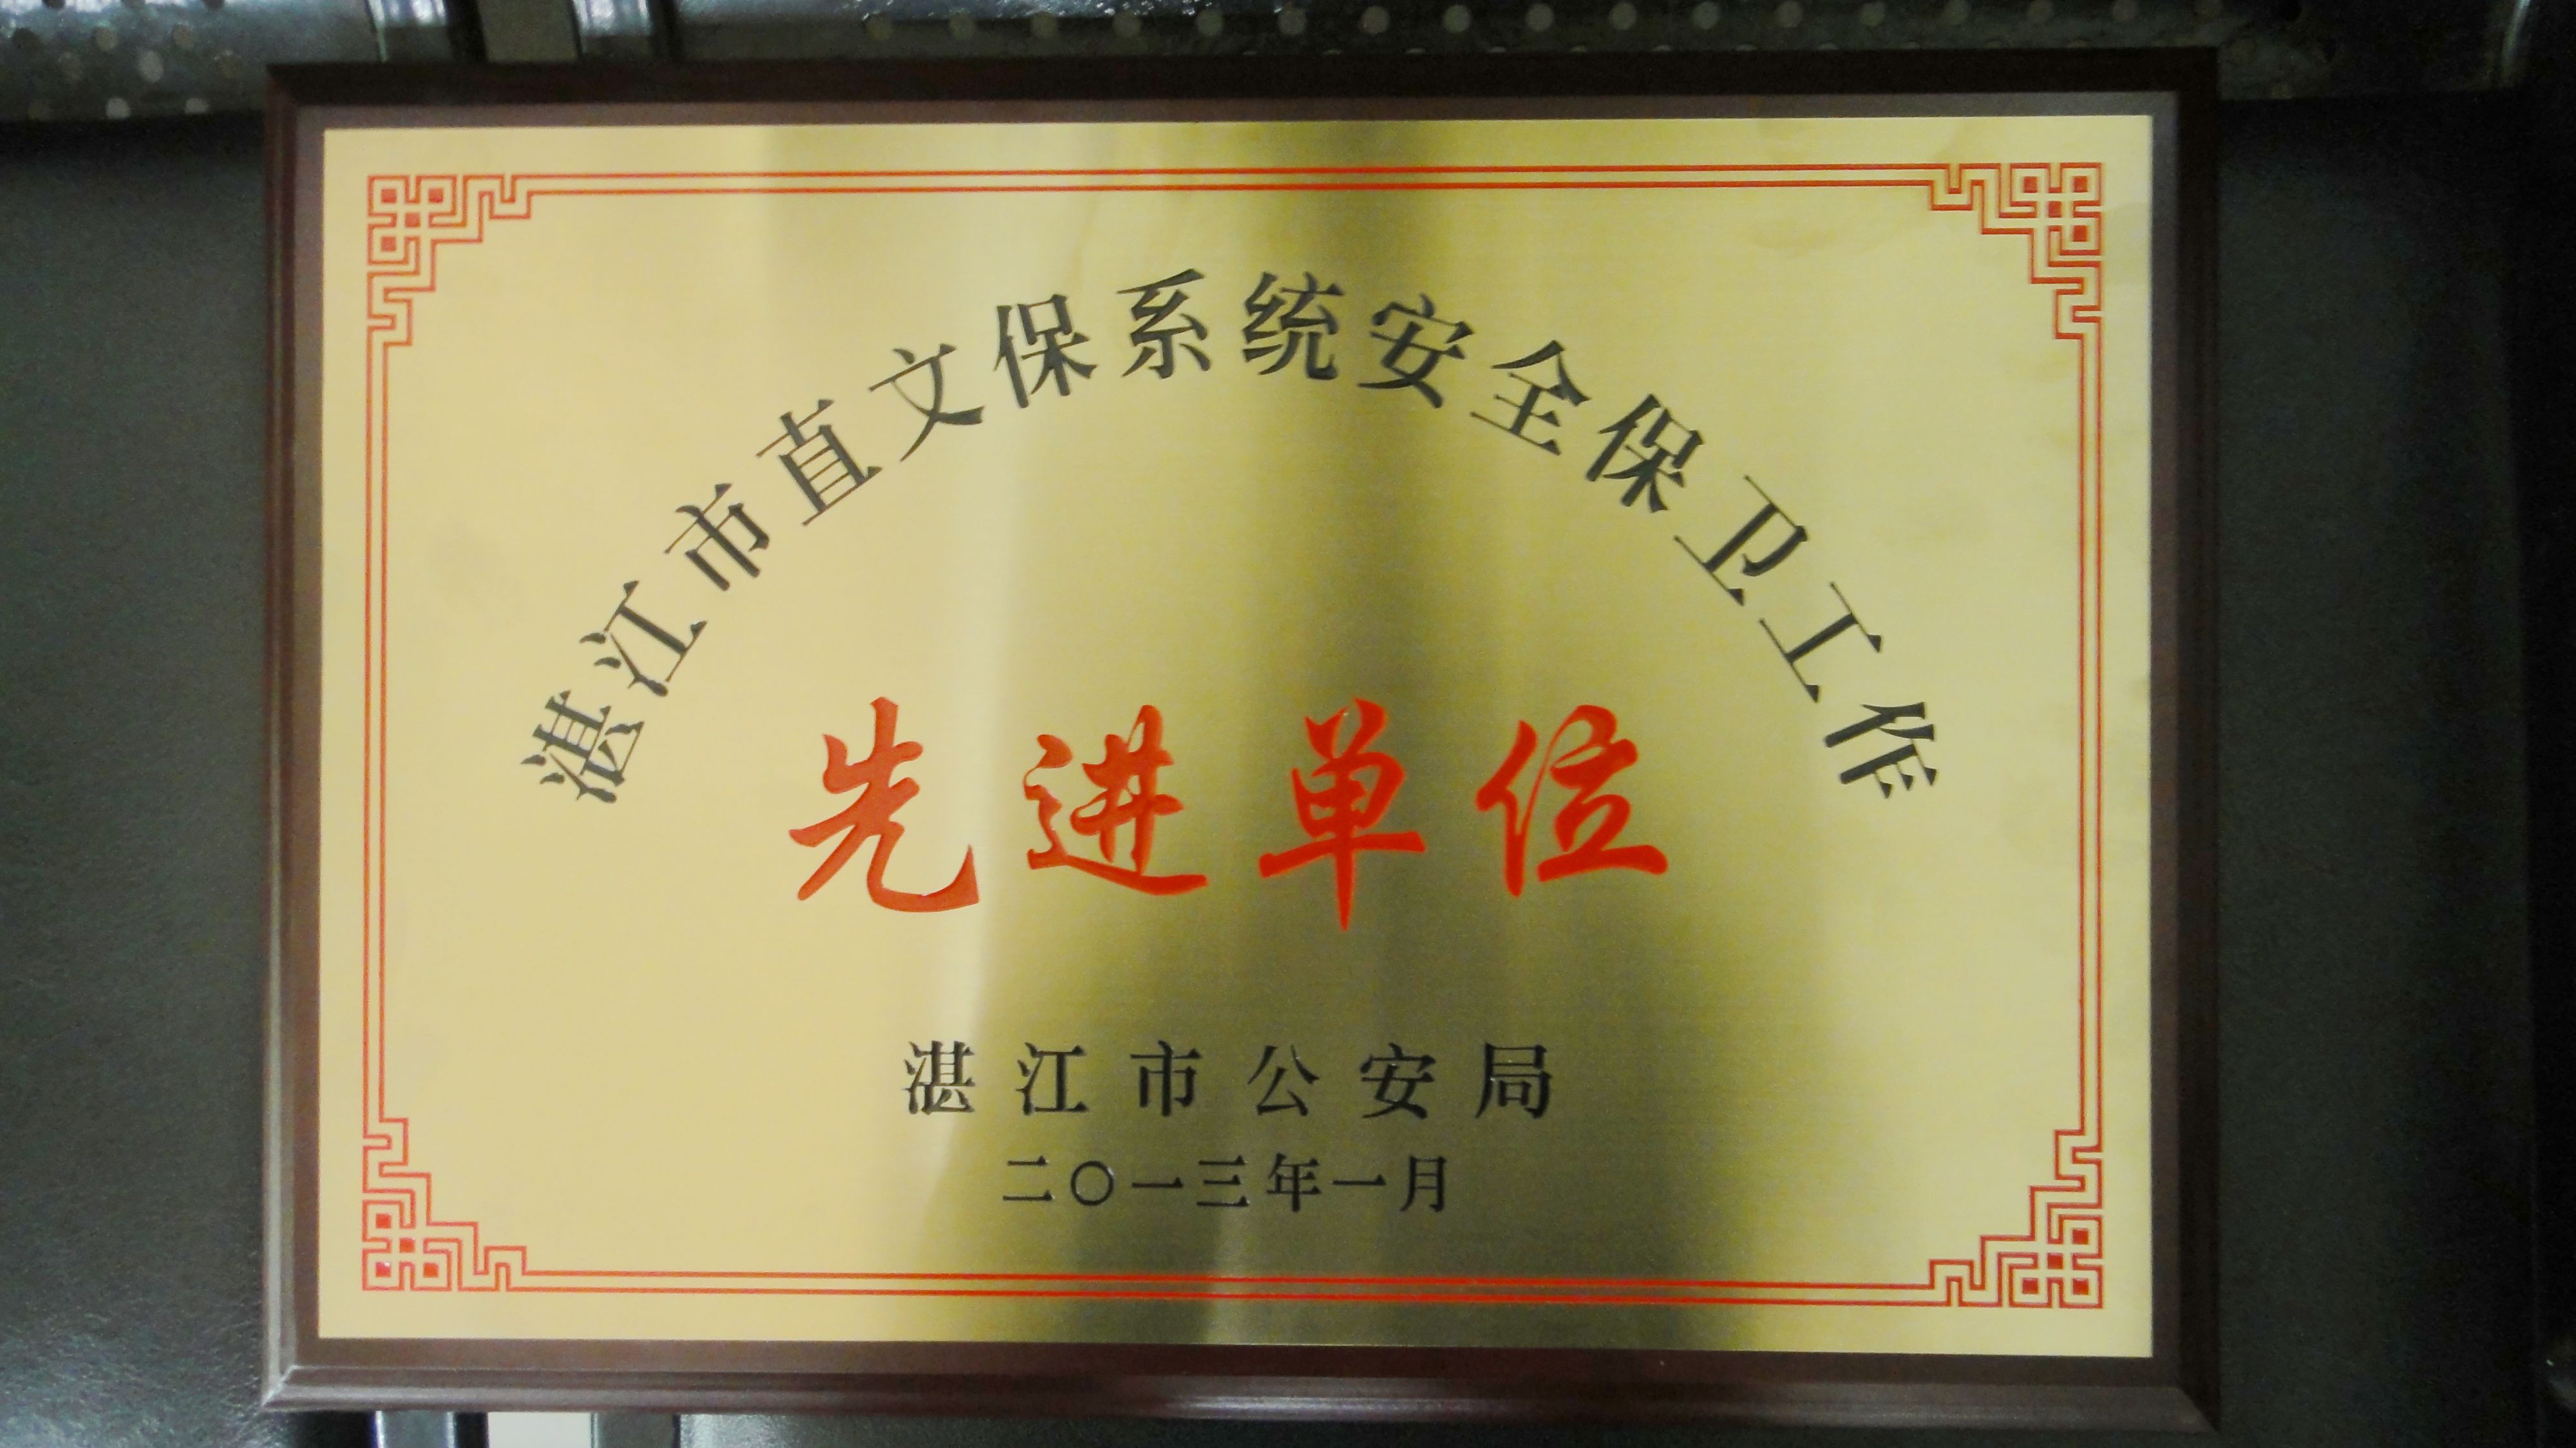 湛江市直文保系统安全保卫工作
先进单位
湛江市公安局
二〇一三年一月